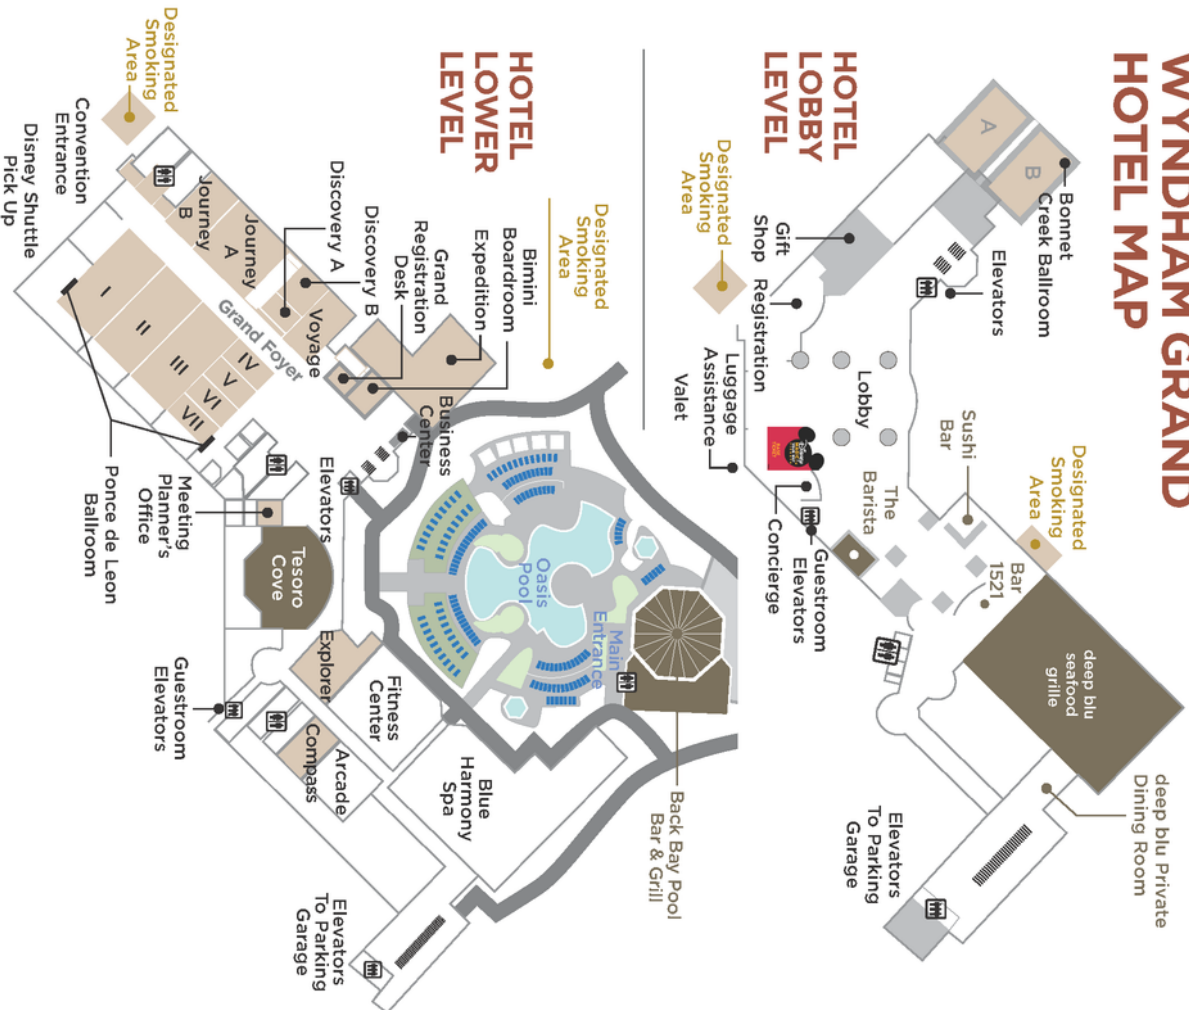 WYNDHAM GRAND
HOTEL MAP
HOTEL
LOBBY
LEVEL
A
B
Bonnet
Creek Ballroom
Elevators
Gift
Shop
Designated
Smoking
Area
Registration
Lobby
Luggage
Assistance
Valet
Sushi
Bar
Designated
Smoking
Area
The
Barista
Bar
1521
Concierge
Guestroom
Elevators
deep blu
seafood
grille
deep blu Private
Dining Room
Elevators
To Parking
Garage
HOTEL
LOWER
LEVEL
Designated
Smoking
Area
Designated
Smoking
Area
Convention
Entrance
Disney Shuttle
Pick Up
Journey
B
Journey
A
Discovery A
Discovery B
Voyage
Grand
Registration
Desk
Bimini
Boardroom
Expedition
Grand Foyer
I
II
III
IV
V
VI
VII
Business
Center
Elevators
Meeting
Planner's
Office
Ponce de Leon
Ballroom
Tesoro
Cove
Oasis
Pool
Main
Entrance
Explorer
Fitness
Center
Guestroom
Elevators
Compass
Arcade
Blue
Harmony
Spa
Back Bay Pool
Bar & Grill
Elevators
To Parking
Garage